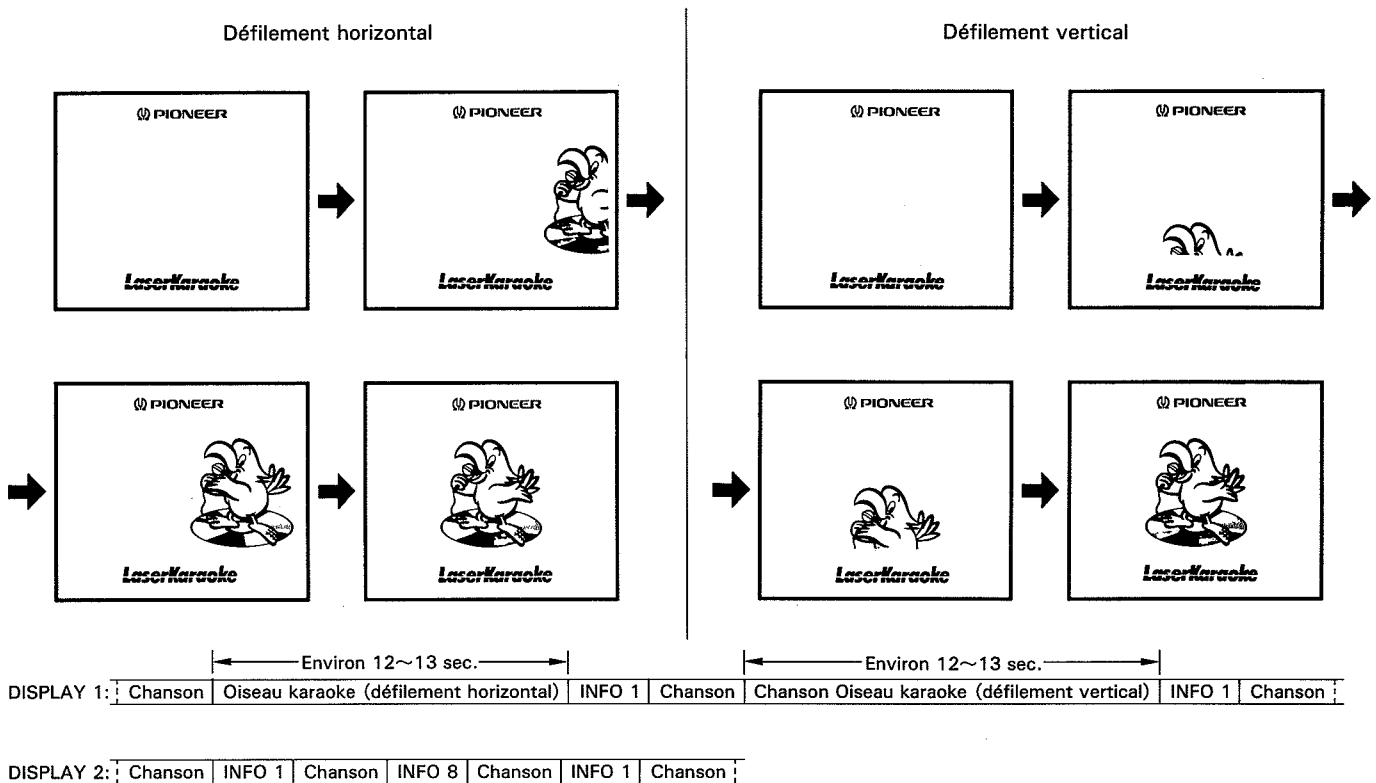 Défilement horizontal
Défilement vertical
PIONEER
PIONEER
PIONEER
PIONEER
LaserKaraoke
LaserKaraoke
LaserKaraoke
LaserKaraoke
PIONEER
PIONEER
PIONEER
PIONEER
LaserKaraoke
LaserKaraoke
LaserKaraoke
LaserKaraoke
Environ 12~13 sec.
Environ 12~13 sec.
DISPLAY 1: Chanson Oiseau karaoke (défilement horizontal) INFO 1 Chanson Chanson Oiseau karaoke (défilement vertical) INFO 1 Chanson
DISPLAY 2: Chanson INFO 1 Chanson INFO 8 Chanson INFO 1 Chanson